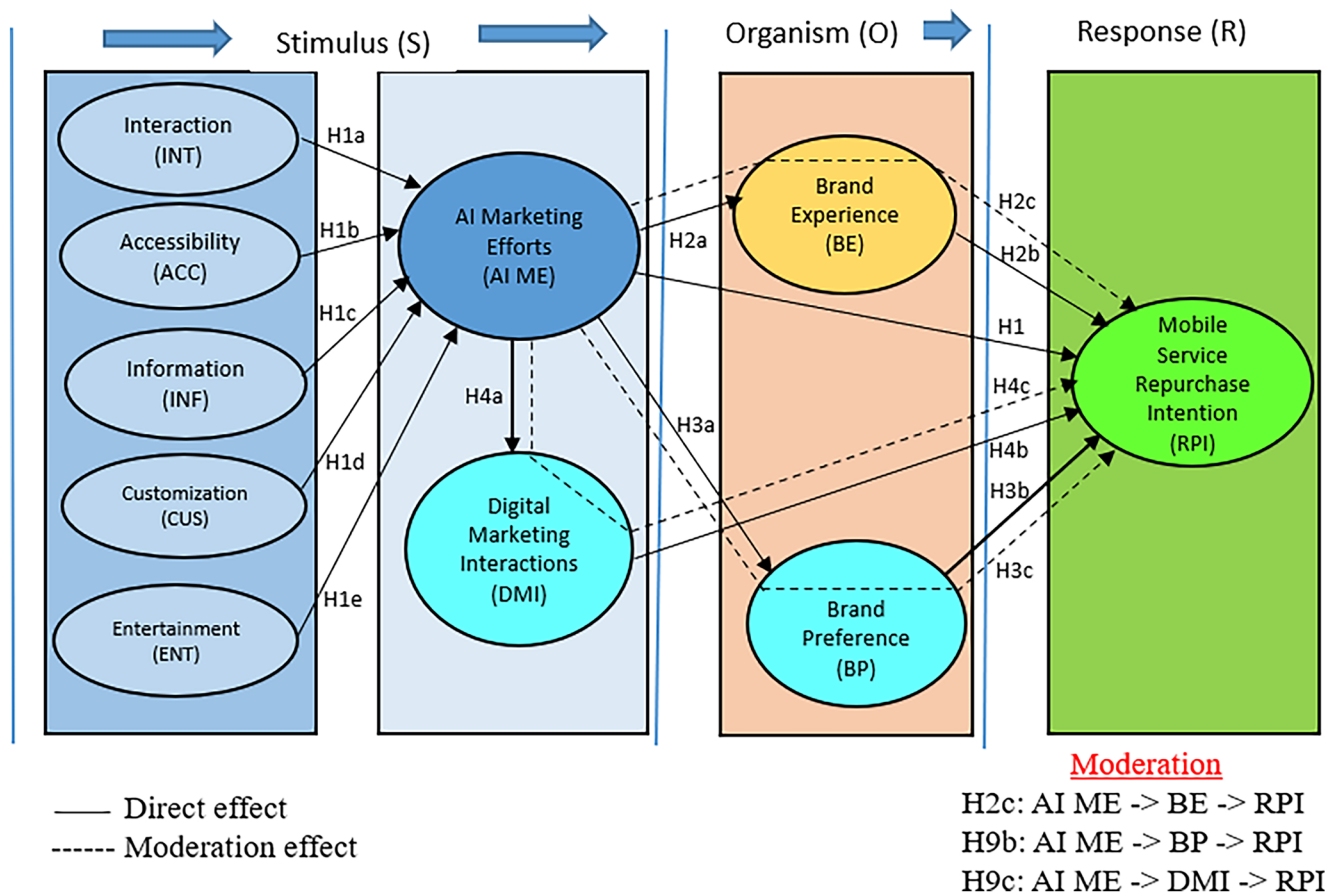 Stimulus (S)
Organism (O)
Response (R)
Interaction
(INT)
Accessibility
(ACC)
Information
(INF)
Customization
(CUS)
Entertainment
(ENT)
H1a
H1b
H1c
H1d
H1e
AI Marketing
Efforts
(AI ME)
H4a
Digital
Marketing
Interactions
(DMI)
H2a
H3a
Brand
Experience
(BE)
Brand
Preference
(BP)
H2c
H2b
H1
H4c
H4b
H3b
H3c
Mobile
Service
Repurchase
Intention
(RPI)
Direct effect
Moderation effect
Moderation
H2c: AI ME -> BE -> RPI
H9b: AI ME -> BP -> RPI
H9c: AI ME -> DMI -> RPI